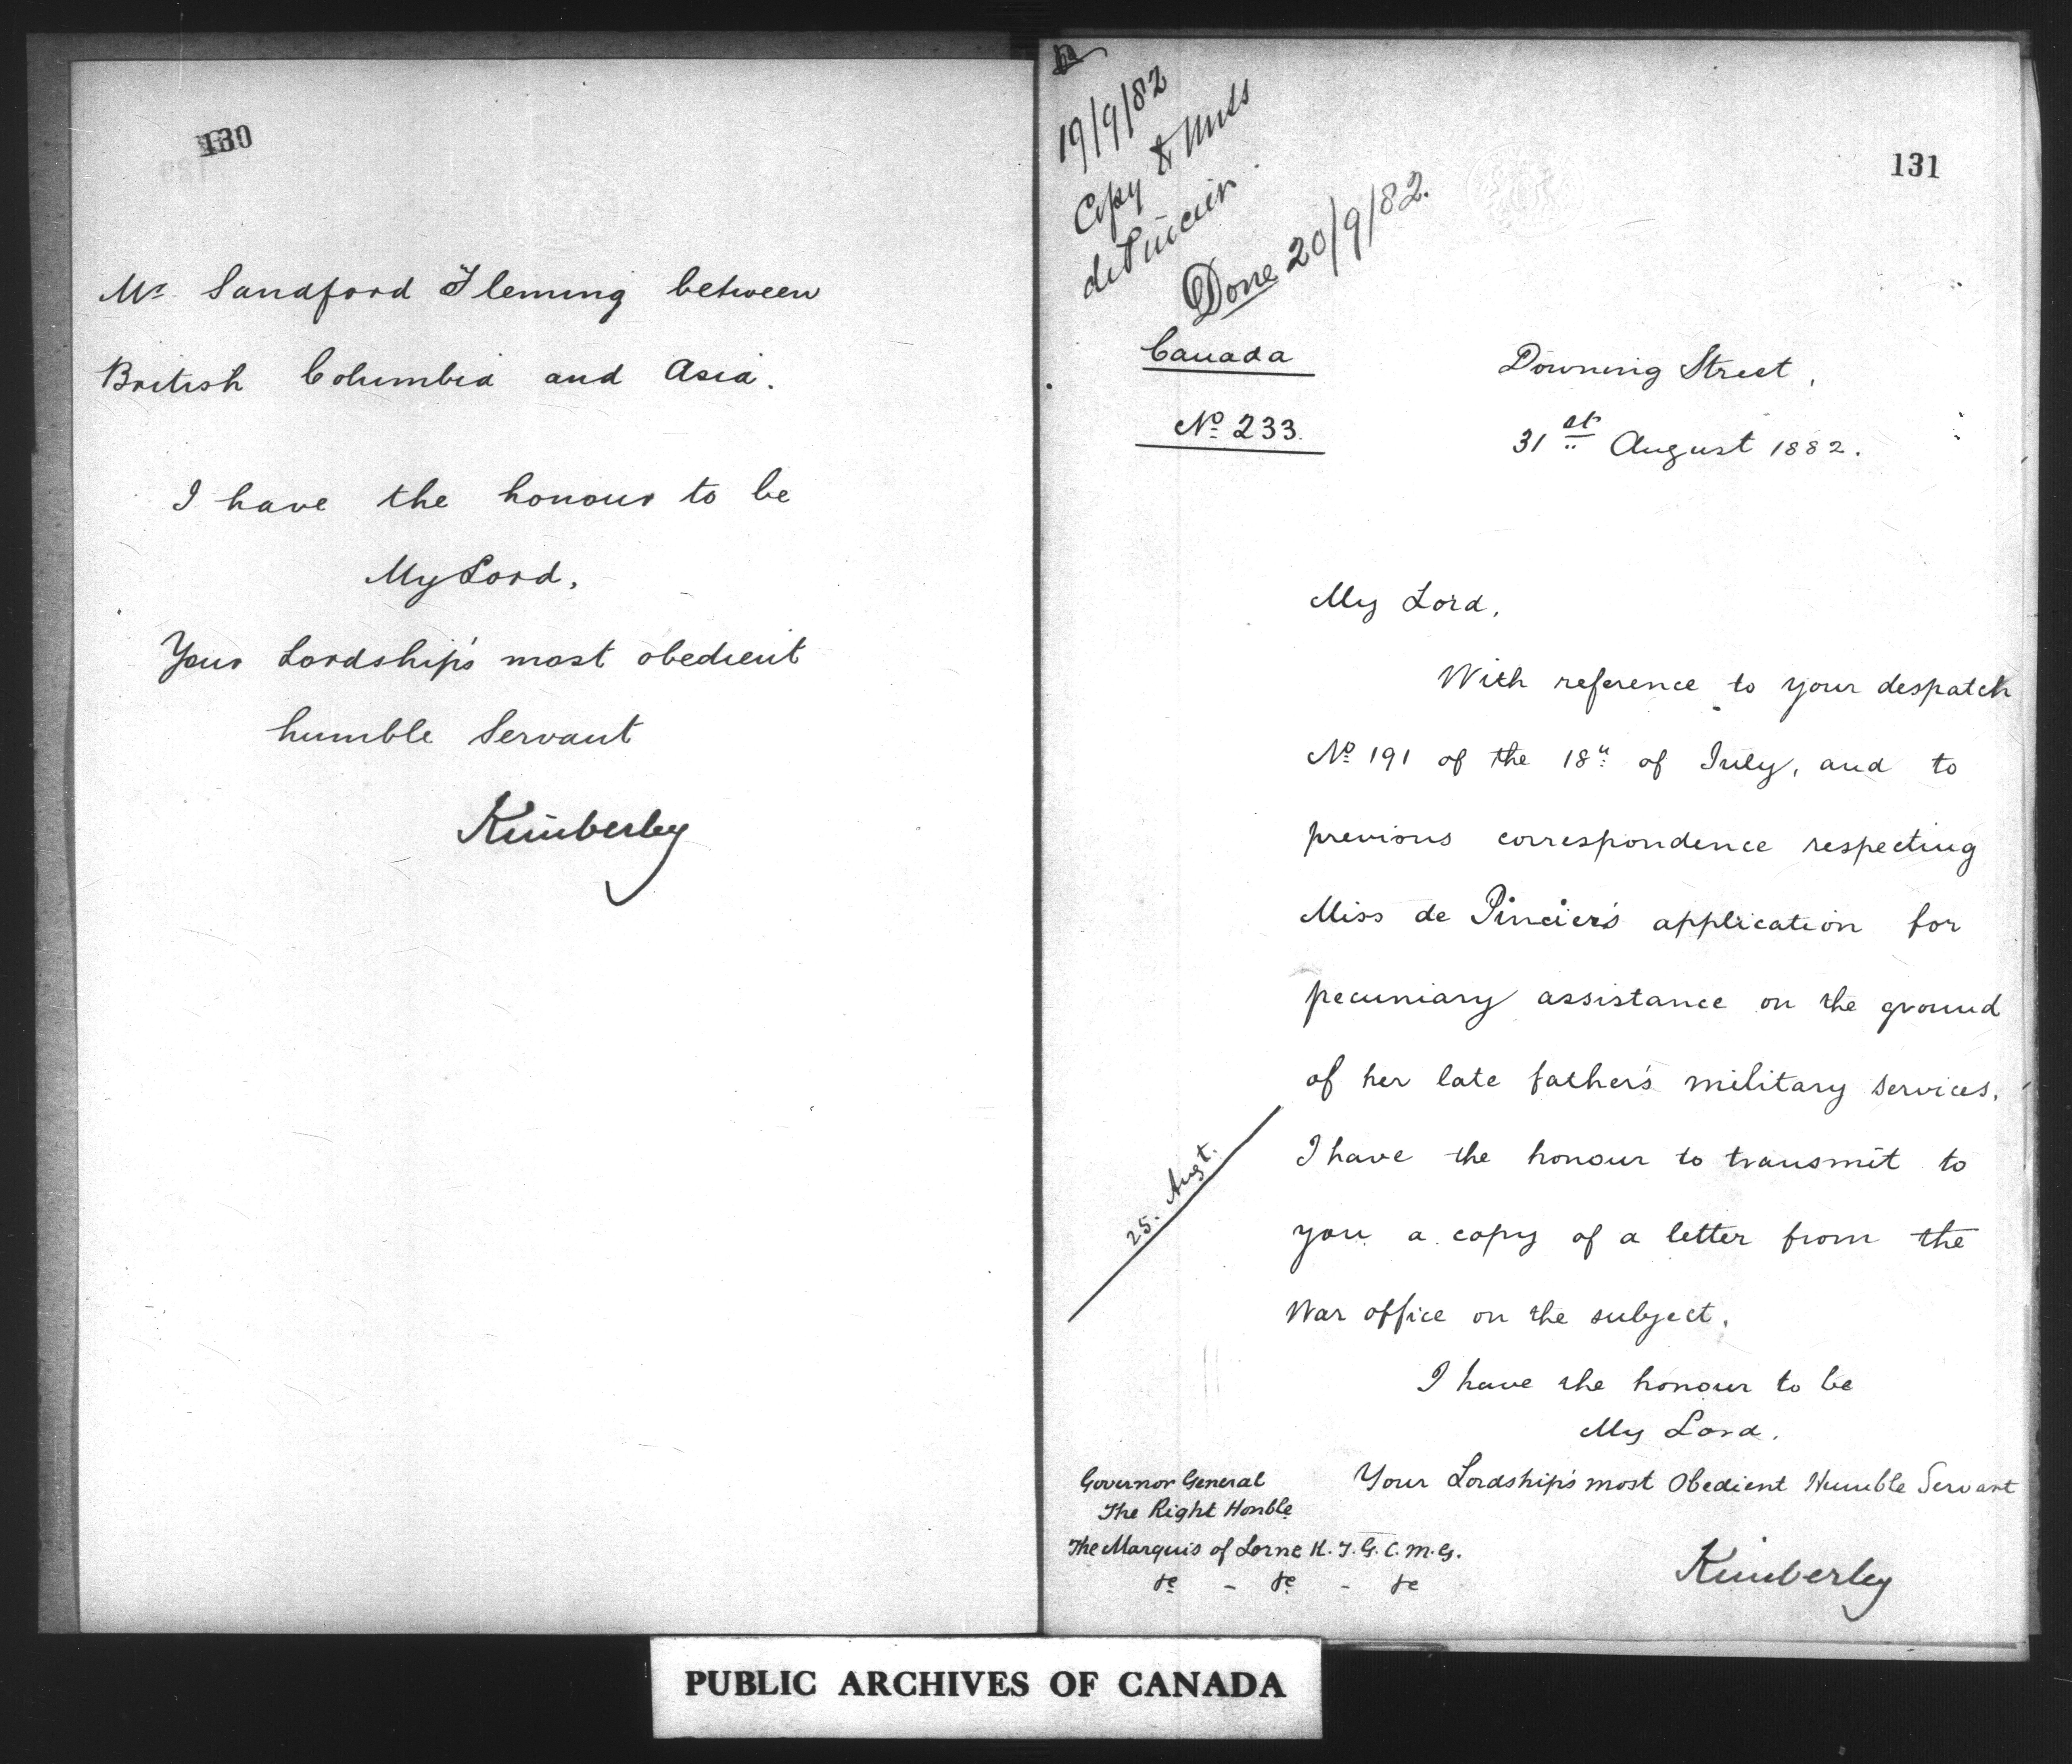 130
Mr. Sandford Fleming between
British Columbia and Asia.
I have the honour to be
My Lord,
Your Lordship's most obedient
humble Servant
Kimberley
131
19/9/82
Copy to Miss
de Pincier.
Done 20/9/82.
Canada
No. 233.
Downing Street,
31st August 1882.
My Lord,
With reference to your despatch
No. 191 of the 18" of July, and to
previous correspondence respecting
Miss de Pincier's application for
pecuniary assistance on the ground
of her late father's military services,
25. Augt.
I have the honour to transmit to
you a copy of a letter from the
War office on the subject.
I have the honour to be
My Lord,
Your Lordship's most Obedient Humble Servant
Kimberley
Governor General
The Right Honble
The Marquis of Lorne K.T.G.C.M.G.
&c - &c - &c
PUBLIC ARCHIVES OF CANADA